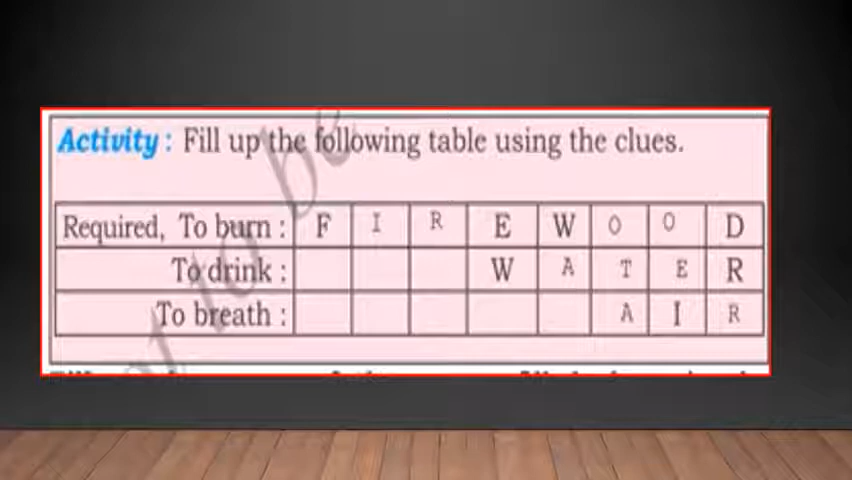 Activity : Fill up the following table using the clues.
Required, To burn : F I R E W O O D
To drink : W A T E R
To breath : A I R